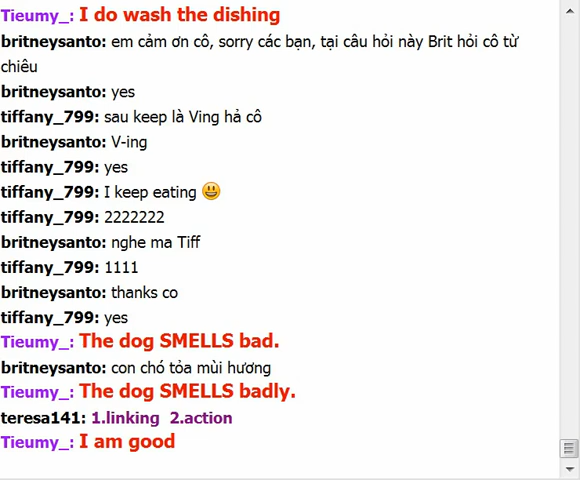 Tieumy_: I do wash the dishing
britneysanto: em cảm ơn cô, sorry các bạn, tại câu hỏi này Brit hỏi cô từ
chiêu
britneysanto: yes
tiffany_799: sau keep là Ving hả cô
britneysanto: V-ing
tiffany_799: yes
tiffany_799: I keep eating 😃
tiffany_799: 2222222
britneysanto: nghe ma Tiff
tiffany_799: 1111
britneysanto: thanks co
tiffany_799: yes
Tieumy_: The dog SMELLS bad.
britneysanto: con chó tỏa mùi hương
Tieumy_: The dog SMELLS badly.
teresa141: 1.linking 2.action
Tieumy_: I am good